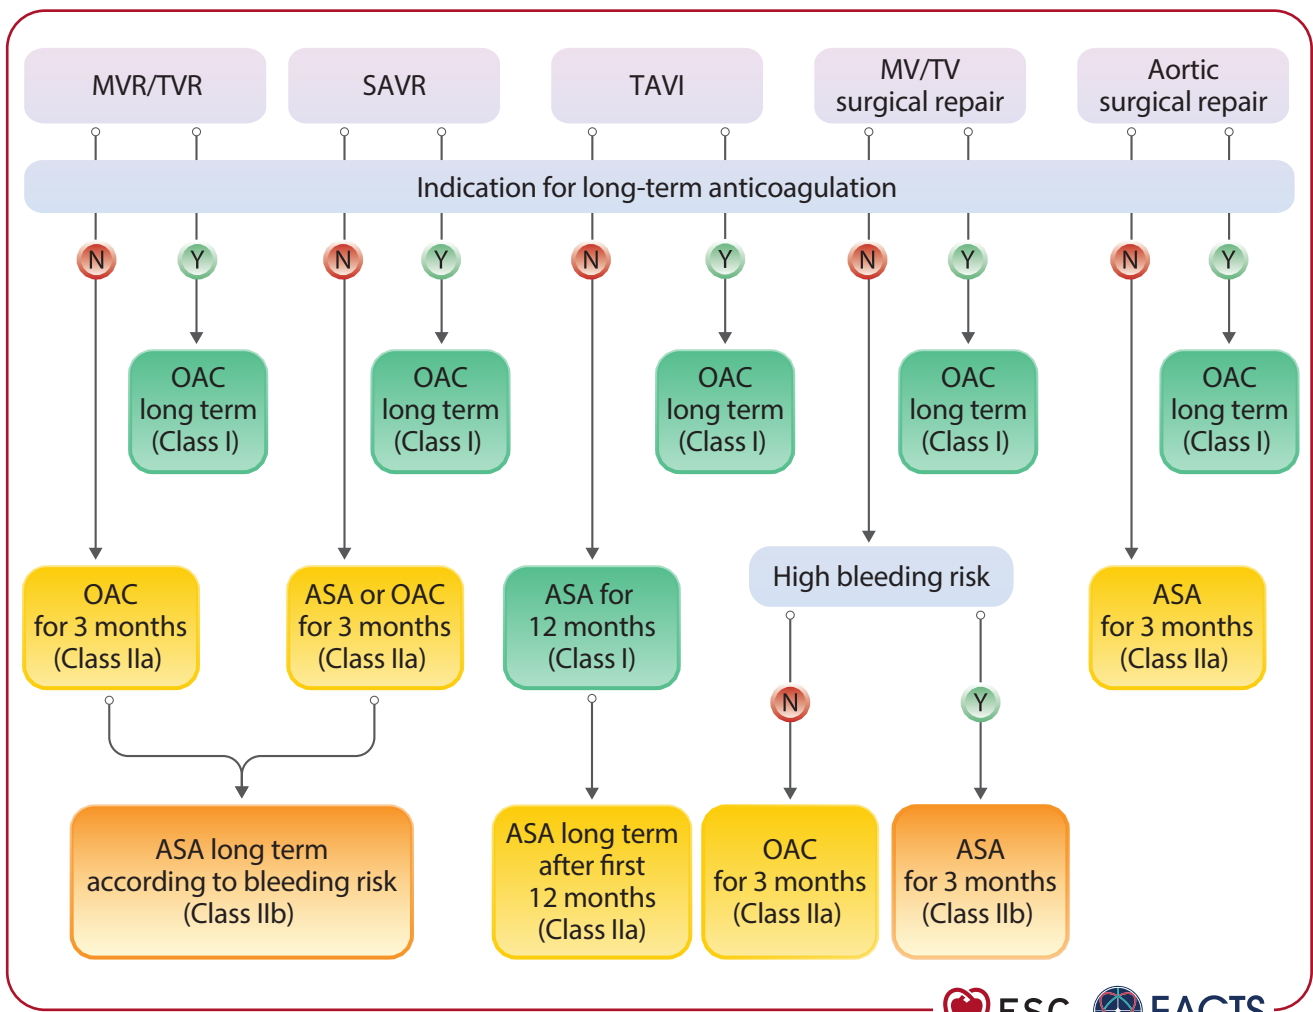 MVR/TVR
SAVR
TAVI
MV/TV
surgical repair
Aortic
surgical repair
Indication for long-term anticoagulation
N
Y
N
Y
N
Y
N
Y
N
Y
OAC
long term
(Class I)
OAC
long term
(Class I)
OAC
long term
(Class I)
OAC
long term
(Class I)
OAC
long term
(Class I)
OAC
for 3 months
(Class IIa)
ASA or OAC
for 3 months
(Class IIa)
ASA for
12 months
(Class I)
High bleeding risk
ASA
for 3 months
(Class IIa)
N
Y
ASA long term
according to bleeding risk
(Class IIb)
ASA long term
after first
12 months
(Class IIa)
OAC
for 3 months
(Class IIa)
ASA
for 3 months
(Class IIb)
ESC
EACTS